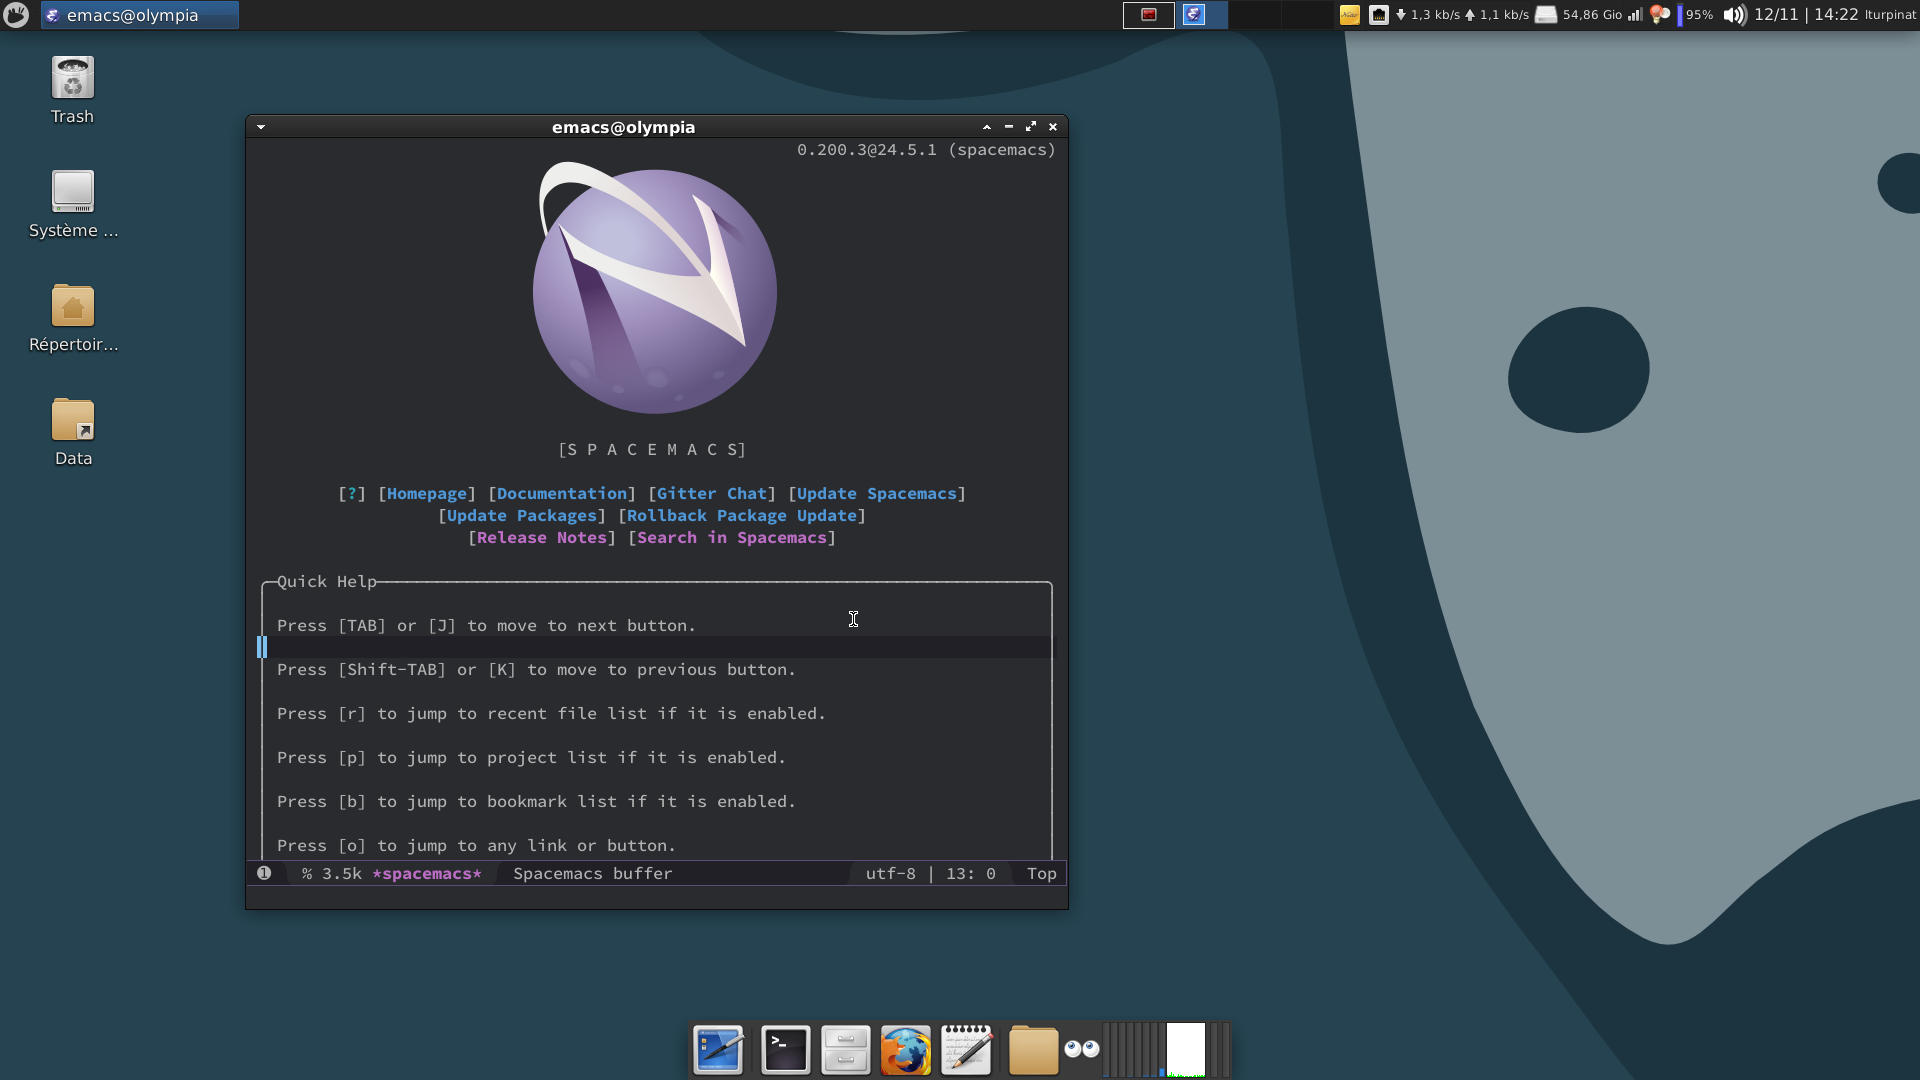 emacs@olympia
1,3 kb/s 1,1 kb/s 54,86 Gio 95% 12/11 | 14:22 lturpinat
Trash
Système ...
Répertoir...
Data
emacs@olympia
0.200.3@24.5.1 (spacemacs)
[S P A C E M A C S]
[?] [Homepage] [Documentation] [Gitter Chat] [Update Spacemacs]
[Update Packages] [Rollback Package Update]
[Release Notes] [Search in Spacemacs]
Quick Help
Press [TAB] or [J] to move to next button.
Press [Shift-TAB] or [K] to move to previous button.
Press [r] to jump to recent file list if it is enabled.
Press [p] to jump to project list if it is enabled.
Press [b] to jump to bookmark list if it is enabled.
Press [o] to jump to any link or button.
1 % 3.5k *spacemacs* Spacemacs buffer utf-8 | 13: 0 Top
>_